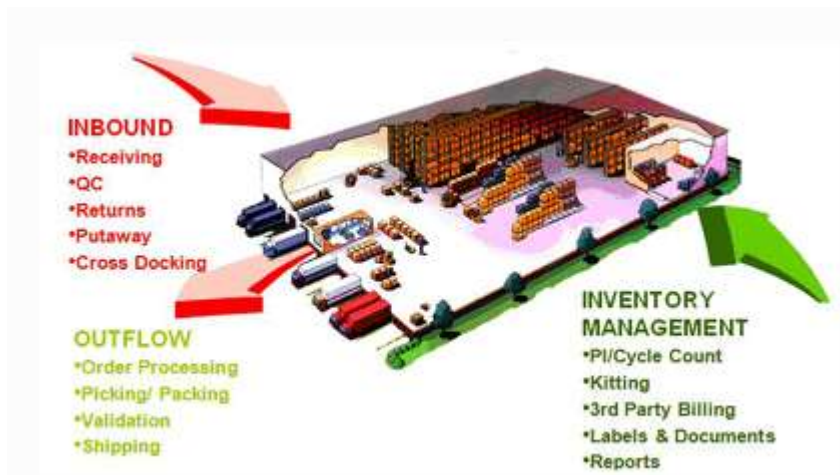 INBOUND
•Receiving
•QC
•Returns
•Putaway
•Cross Docking
OUTFLOW
•Order Processing
•Picking/ Packing
•Validation
•Shipping
INVENTORY
MANAGEMENT
•PI/Cycle Count
•Kitting
•3rd Party Billing
•Labels & Documents
•Reports